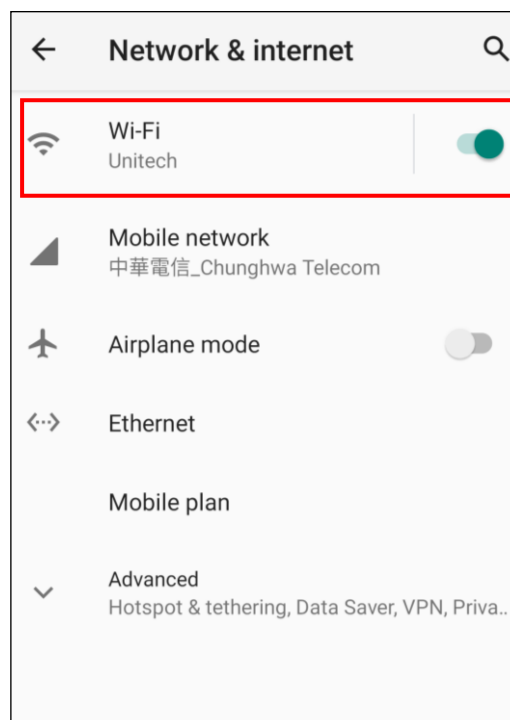 Network & internet
Wi-Fi
Unitech
Mobile network
中華電信_Chunghwa Telecom
Airplane mode
Ethernet
Mobile plan
Advanced
Hotspot & tethering, Data Saver, VPN, Priva..